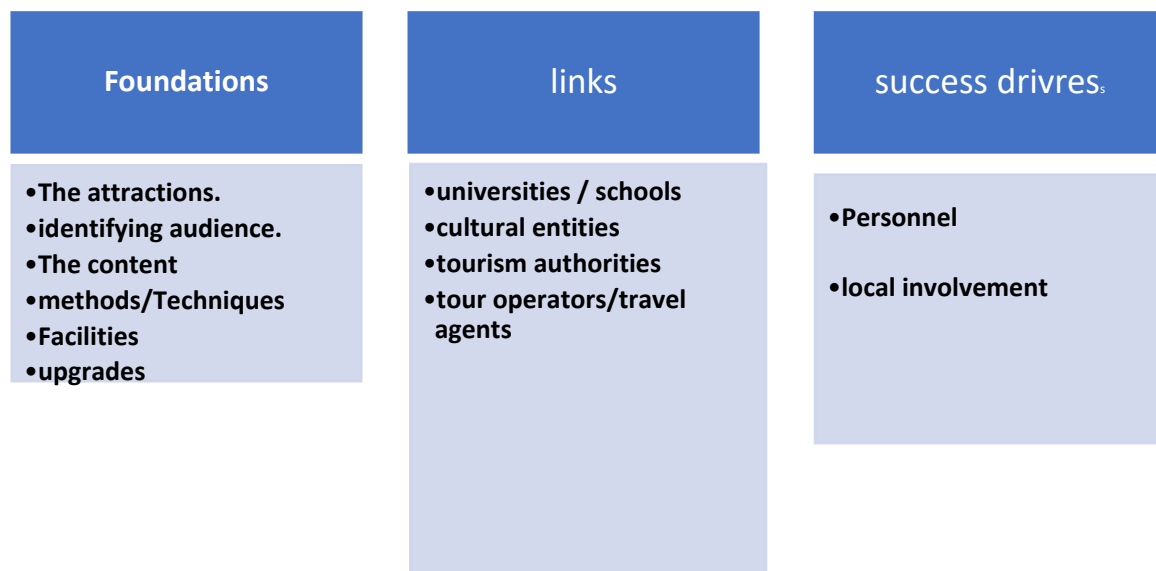 Foundations
•The attractions.
•identifying audience.
•The content
•methods/Techniques
•Facilities
•upgrades
links
•universities / schools
•cultural entities
•tourism authorities
•tour operators/travel
agents
success drivress
•Personnel
•local involvement